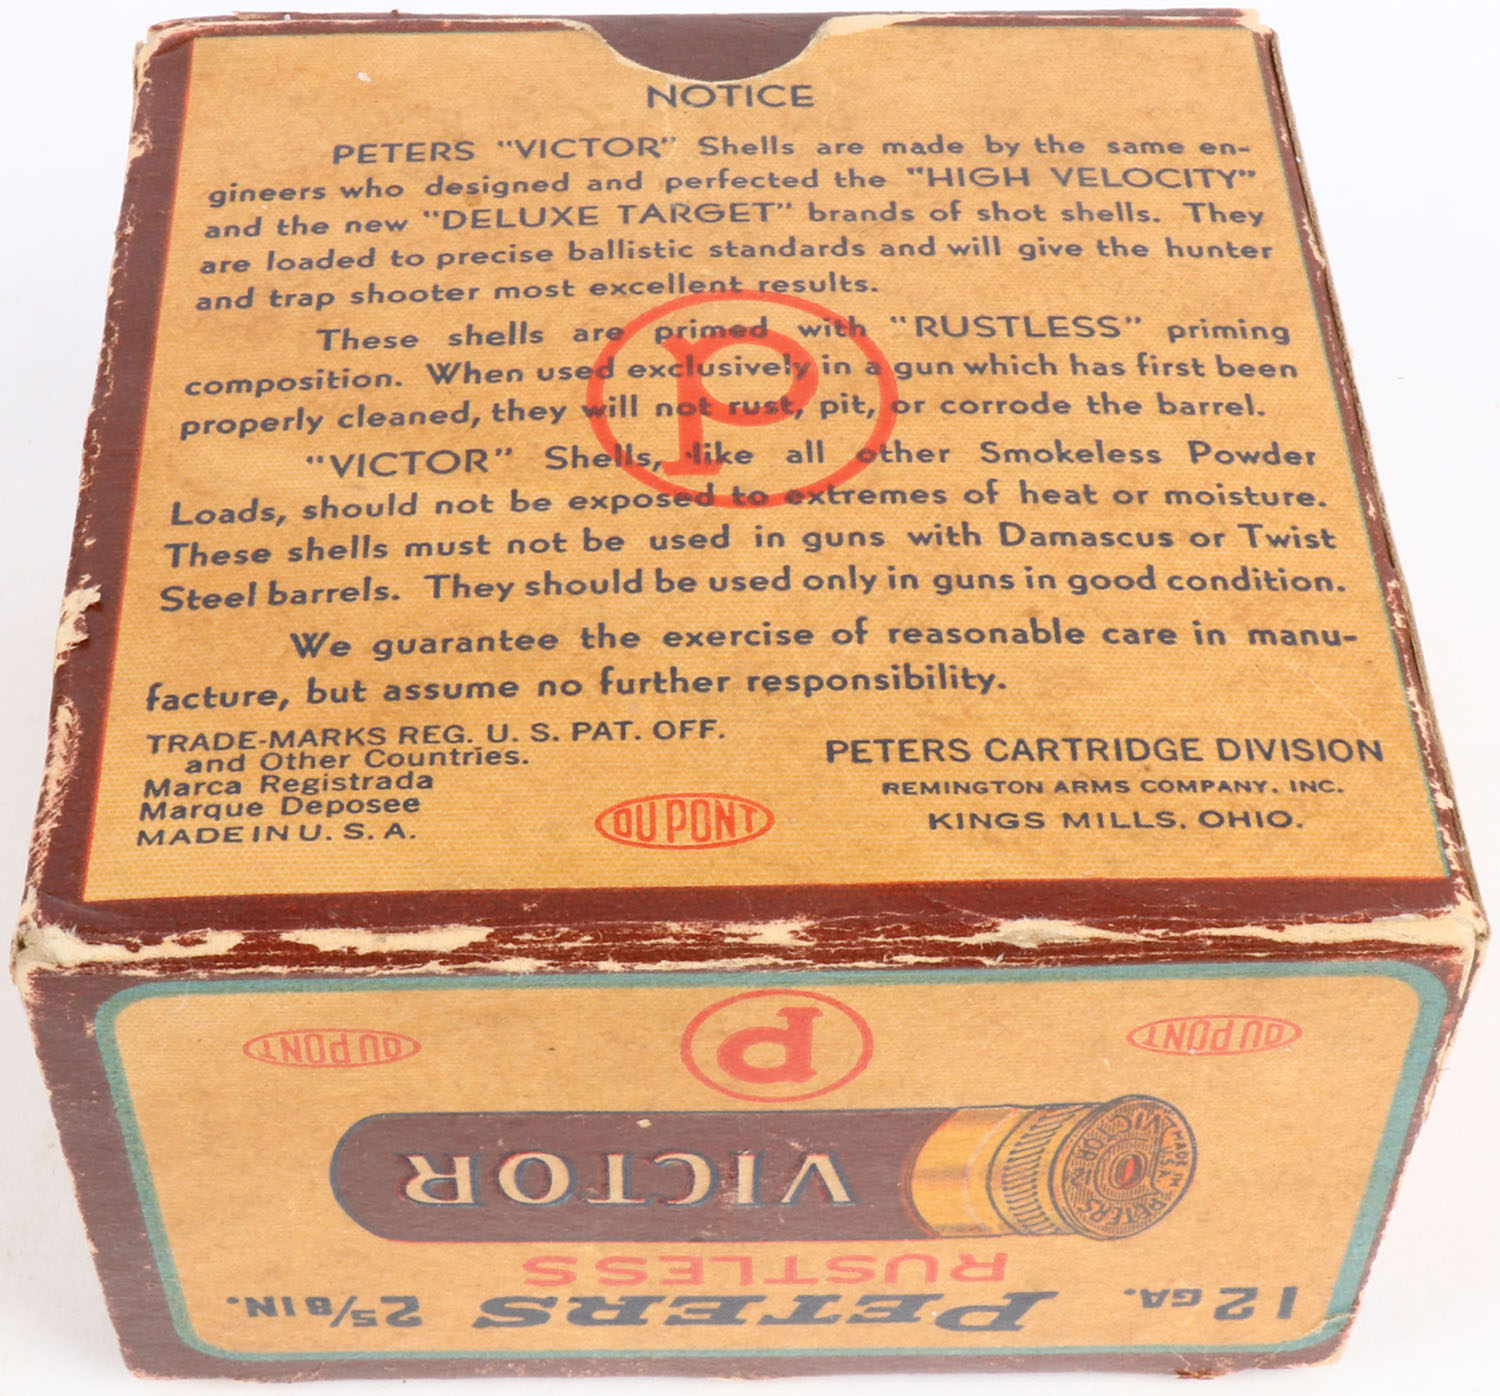 NOTICE
PETERS "VICTOR" Shells are made by the same en-
gineers who designed and perfected the "HIGH VELOCITY"
and the new "DELUXE TARGET" brands of shot shells. They
are loaded to precise ballistic standards and will give the hunter
and trap shooter most excellent results.
These shells are primed with "RUSTLESS" priming
composition. When used exclusively in a gun which has first been
properly cleaned, they will not rust, pit, or corrode the barrel.
"VICTOR" Shells, like all other Smokeless Powder
Loads, should not be exposed to extremes of heat or moisture.
These shells must not be used in guns with Damascus or Twist
Steel barrels. They should be used only in guns in good condition.
We guarantee the exercise of reasonable care in manu-
facture, but assume no further responsibility.
P
TRADE-MARKS REG. U. S. PAT. OFF.
and Other Countries.
Marca Registrada
Marque Deposee
MADE IN U. S. A.
DU PONT
PETERS CARTRIDGE DIVISION
REMINGTON ARMS COMPANY, INC.
KINGS MILLS, OHIO.
12 GA. PETERS 2 5/8 IN.
RUSTLESS
VICTOR
PETERS VICTOR MADE IN U.S.A.
DU PONT P DU PONT